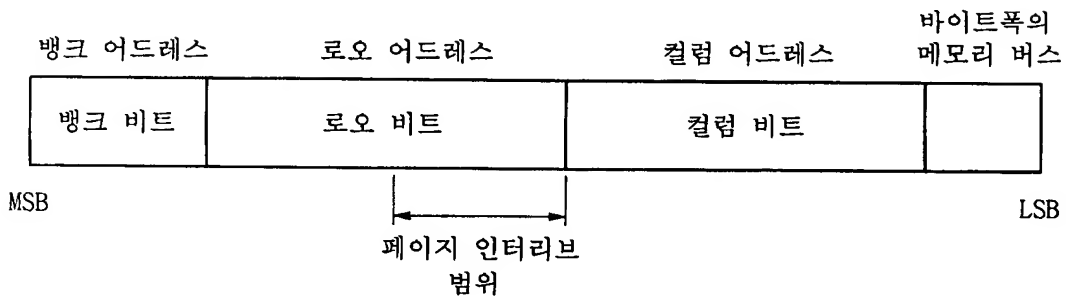 뱅크 어드레스
로오 어드레스
컬럼 어드레스
바이트폭의
메모리 버스
뱅크 비트
로오 비트
컬럼 비트
MSB
LSB
페이지 인터리브
범위